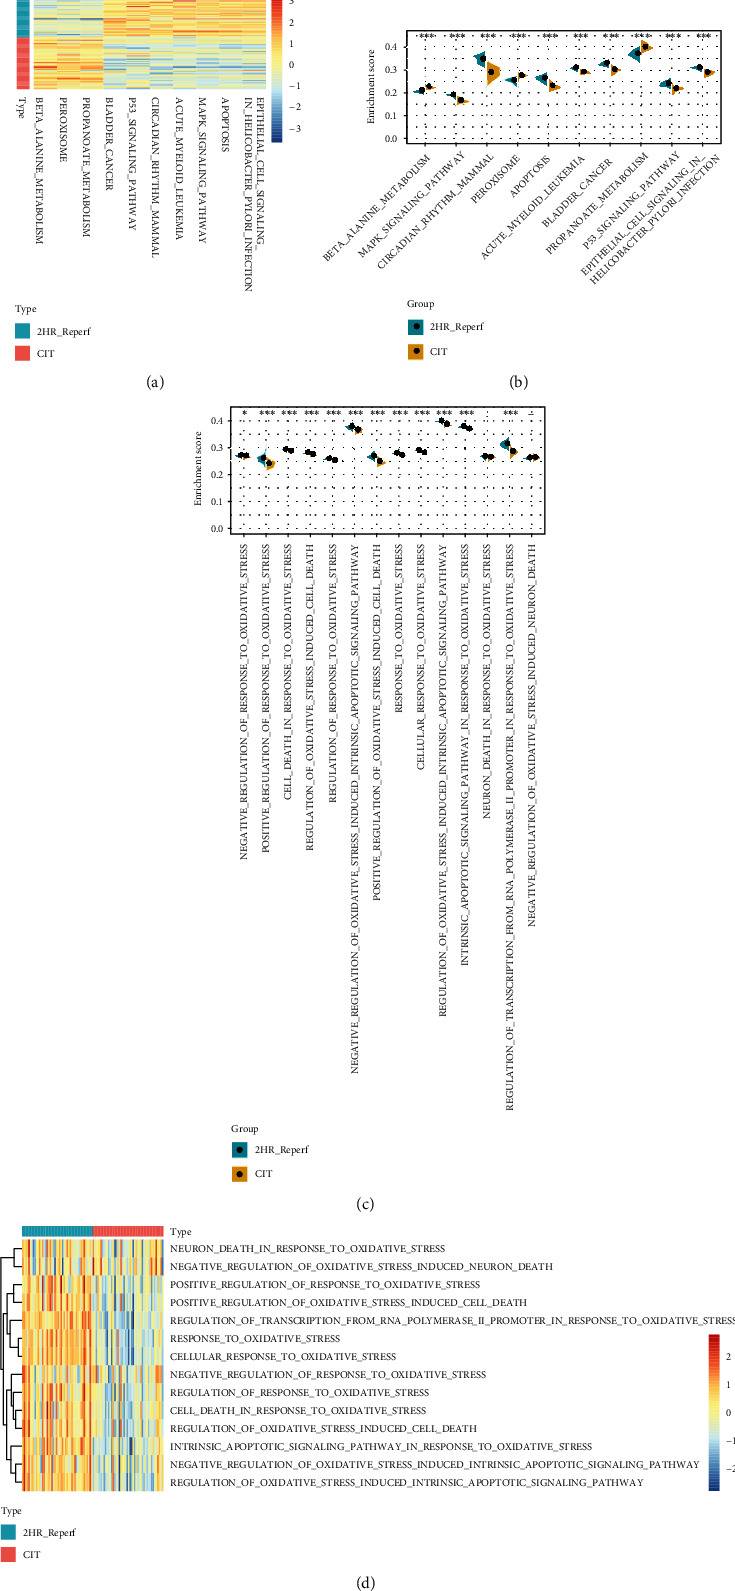 3
2
1
0
−1
−2
−3
Type
BETA_ALANINE_METABOLISM
PEROXISOME
PROPANOATE_METABOLISM
BLADDER_CANCER
P53_SIGNALING_PATHWAY
CIRCADIAN_RHYTHM_MAMMAL
ACUTE_MYELOID_LEUKEMIA
MAPK_SIGNALING_PATHWAY
APOPTOSIS
EPITHELIAL_CELL_SIGNALING_
IN_HELICOBACTER_PYLORI_INFECTION
Type
2HR_Reperf
CIT
(a)
Enrichment score
0.4
0.3
0.2
0.1
0.0
*** *** *** *** *** *** *** *** *** ***
BETA_ALANINE_METABOLISM
MAPK_SIGNALING_PATHWAY
CIRCADIAN_RHYTHM_MAMMAL
PEROXISOME
APOPTOSIS
ACUTE_MYELOID_LEUKEMIA
BLADDER_CANCER
PROPANOATE_METABOLISM
P53_SIGNALING_PATHWAY
EPITHELIAL_CELL_SIGNALING_IN_
HELICOBACTER_PYLORI_INFECTION
Group
2HR_Reperf
CIT
(b)
Enrichment score
0.4
0.3
0.2
0.1
0.0
* *** *** *** *** *** *** *** *** *** *** *** -
NEGATIVE_REGULATION_OF_RESPONSE_TO_OXIDATIVE_STRESS
POSITIVE_REGULATION_OF_RESPONSE_TO_OXIDATIVE_STRESS
CELL_DEATH_IN_RESPONSE_TO_OXIDATIVE_STRESS
REGULATION_OF_OXIDATIVE_STRESS_INDUCED_CELL_DEATH
REGULATION_OF_RESPONSE_TO_OXIDATIVE_STRESS
NEGATIVE_REGULATION_OF_OXIDATIVE_STRESS_INDUCED_INTRINSIC_APOPTOTIC_SIGNALING_PATHWAY
POSITIVE_REGULATION_OF_OXIDATIVE_STRESS_INDUCED_CELL_DEATH
RESPONSE_TO_OXIDATIVE_STRESS
CELLULAR_RESPONSE_TO_OXIDATIVE_STRESS
REGULATION_OF_OXIDATIVE_STRESS_INDUCED_INTRINSIC_APOPTOTIC_SIGNALING_PATHWAY
INTRINSIC_APOPTOTIC_SIGNALING_PATHWAY_IN_RESPONSE_TO_OXIDATIVE_STRESS
NEURON_DEATH_IN_RESPONSE_TO_OXIDATIVE_STRESS
REGULATION_OF_TRANSCRIPTION_FROM_RNA_POLYMERASE_II_PROMOTER_IN_RESPONSE_TO_OXIDATIVE_STRESS
NEGATIVE_REGULATION_OF_OXIDATIVE_STRESS_INDUCED_NEURON_DEATH
Group
2HR_Reperf
CIT
(c)
Type
NEURON_DEATH_IN_RESPONSE_TO_OXIDATIVE_STRESS
NEGATIVE_REGULATION_OF_OXIDATIVE_STRESS_INDUCED_NEURON_DEATH
POSITIVE_REGULATION_OF_RESPONSE_TO_OXIDATIVE_STRESS
POSITIVE_REGULATION_OF_OXIDATIVE_STRESS_INDUCED_CELL_DEATH
REGULATION_OF_TRANSCRIPTION_FROM_RNA_POLYMERASE_II_PROMOTER_IN_RESPONSE_TO_OXIDATIVE_STRESS
RESPONSE_TO_OXIDATIVE_STRESS
CELLULAR_RESPONSE_TO_OXIDATIVE_STRESS
NEGATIVE_REGULATION_OF_RESPONSE_TO_OXIDATIVE_STRESS
REGULATION_OF_RESPONSE_TO_OXIDATIVE_STRESS
CELL_DEATH_IN_RESPONSE_TO_OXIDATIVE_STRESS
REGULATION_OF_OXIDATIVE_STRESS_INDUCED_CELL_DEATH
INTRINSIC_APOPTOTIC_SIGNALING_PATHWAY_IN_RESPONSE_TO_OXIDATIVE_STRESS
NEGATIVE_REGULATION_OF_OXIDATIVE_STRESS_INDUCED_INTRINSIC_APOPTOTIC_SIGNALING_PATHWAY
REGULATION_OF_OXIDATIVE_STRESS_INDUCED_INTRINSIC_APOPTOTIC_SIGNALING_PATHWAY
1
0
−1
−2
Type
2HR_Reperf
CIT
(d)